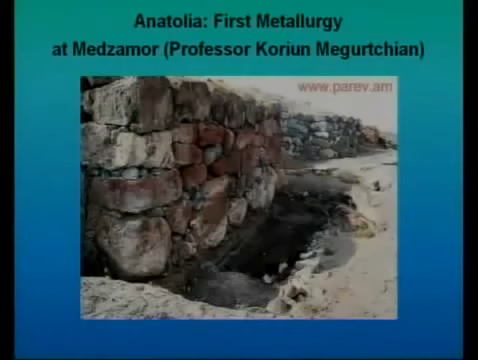 Anatolia: First Metallurgy
at Medzamor (Professor Koriun Megurtchian)
www.parev.am